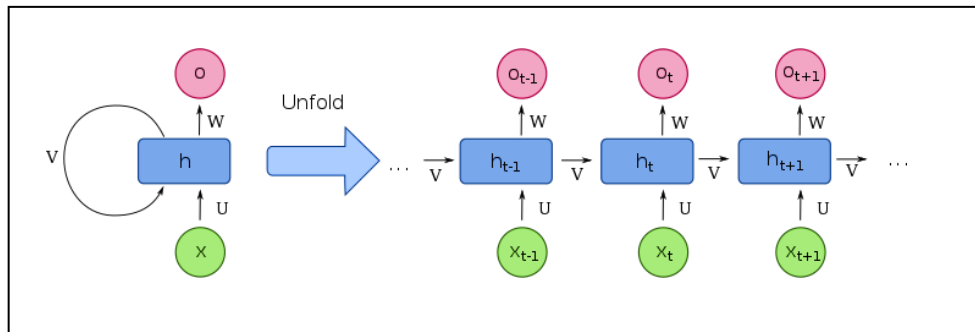 o o_{t-1} o_t o_{t+1}
Unfold
W W W W
V h ... h_{t-1} h_t h_{t+1} ...
V V V V
U U U U
x x_{t-1} x_t x_{t+1}